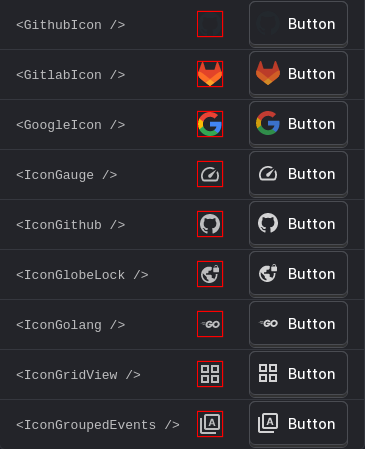 <GithubIcon /> Button
<GitlabIcon /> Button
<GoogleIcon /> Button
<IconGauge /> Button
<IconGithub /> Button
<IconGlobeLock /> Button
<IconGolang /> GO GO Button
<IconGridView /> Button
<IconGroupedEvents /> A A Button